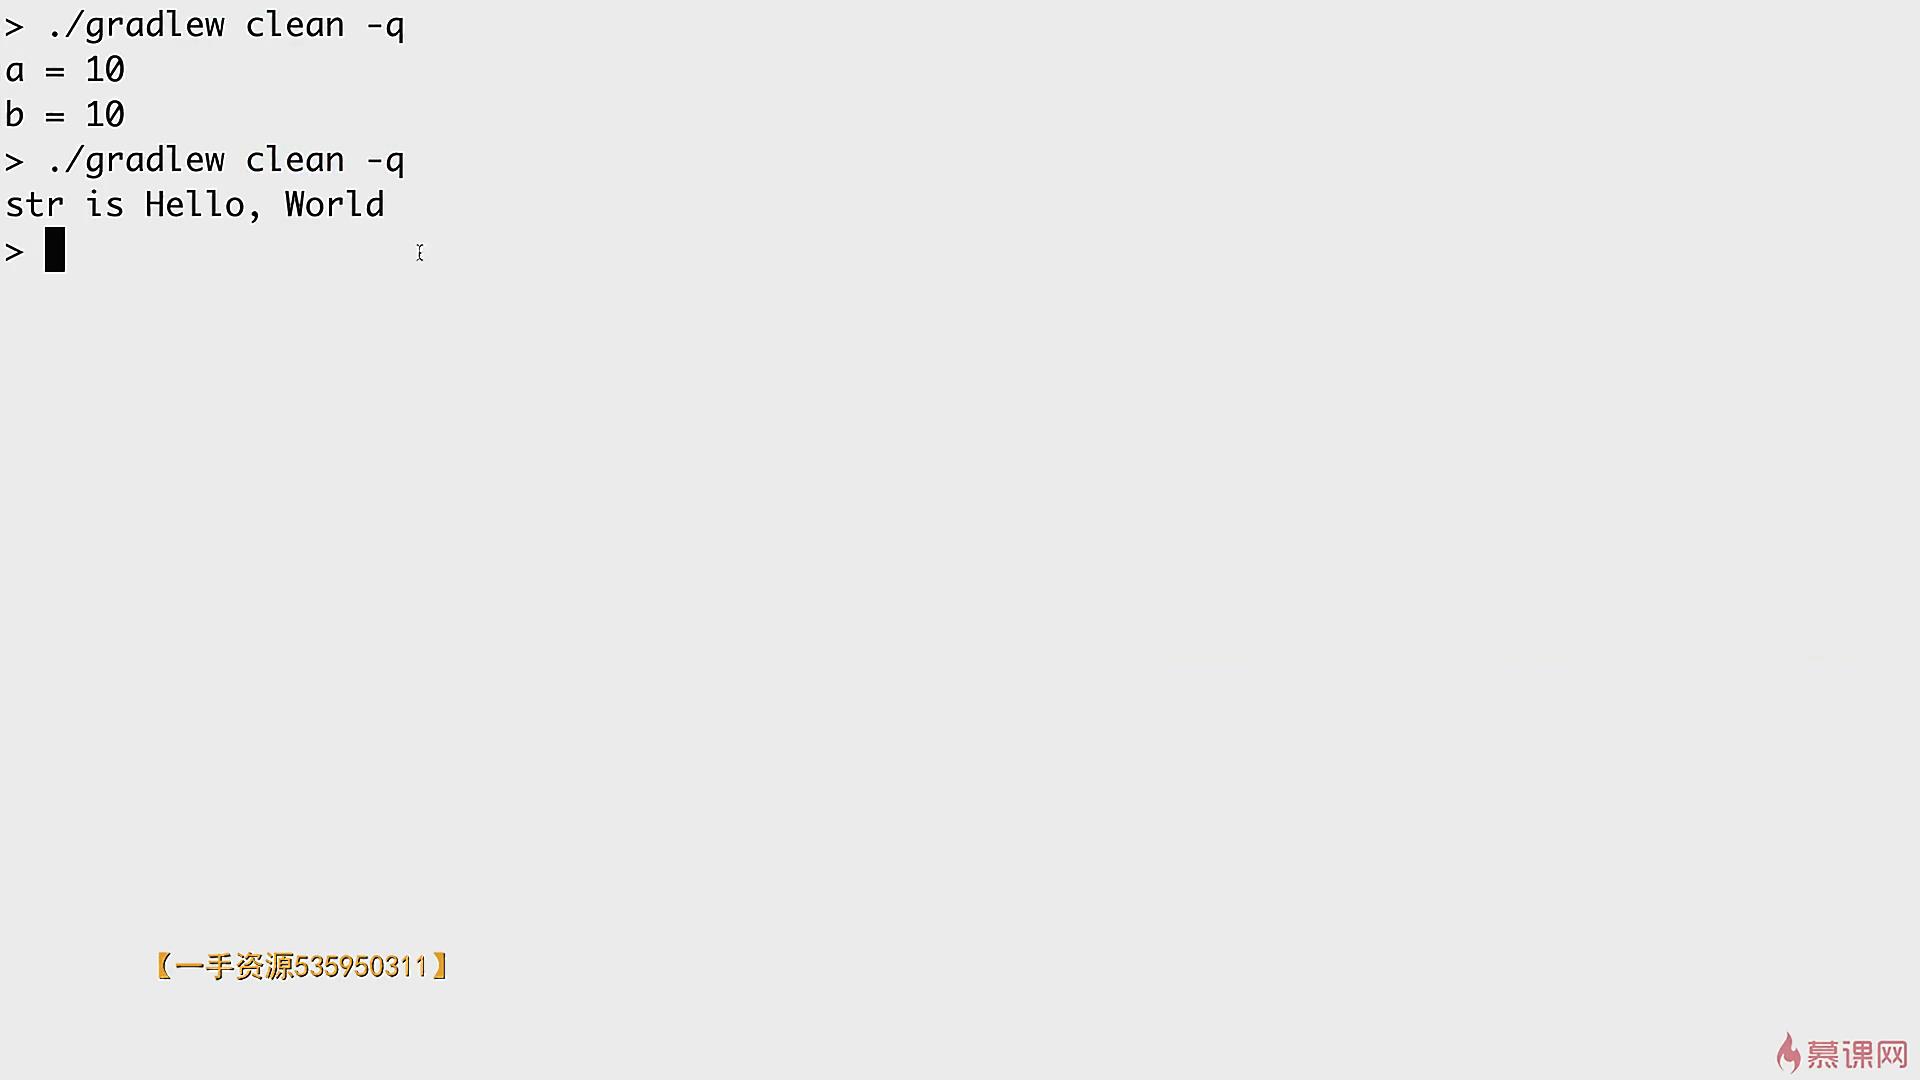 > ./gradlew clean -q
a = 10
b = 10
> ./gradlew clean -q
str is Hello, World
>
【一手资源535950311】
慕课网